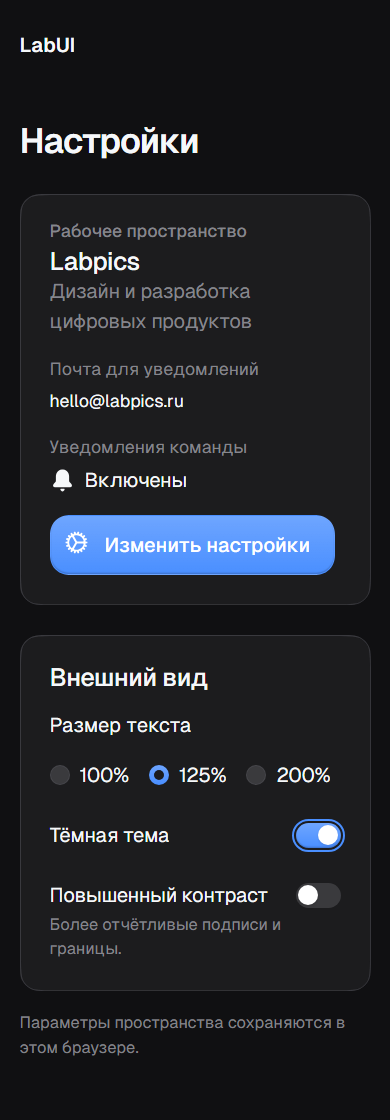 LabUI
Настройки
Рабочее пространство
Labpics
Дизайн и разработка
цифровых продуктов
Почта для уведомлений
hello@labpics.ru
Уведомления команды
Включены
Изменить настройки
Внешний вид
Размер текста
100% 125% 200%
Тёмная тема
Повышенный контраст
Более отчётливые подписи и
границы.
Параметры пространства сохраняются в
этом браузере.